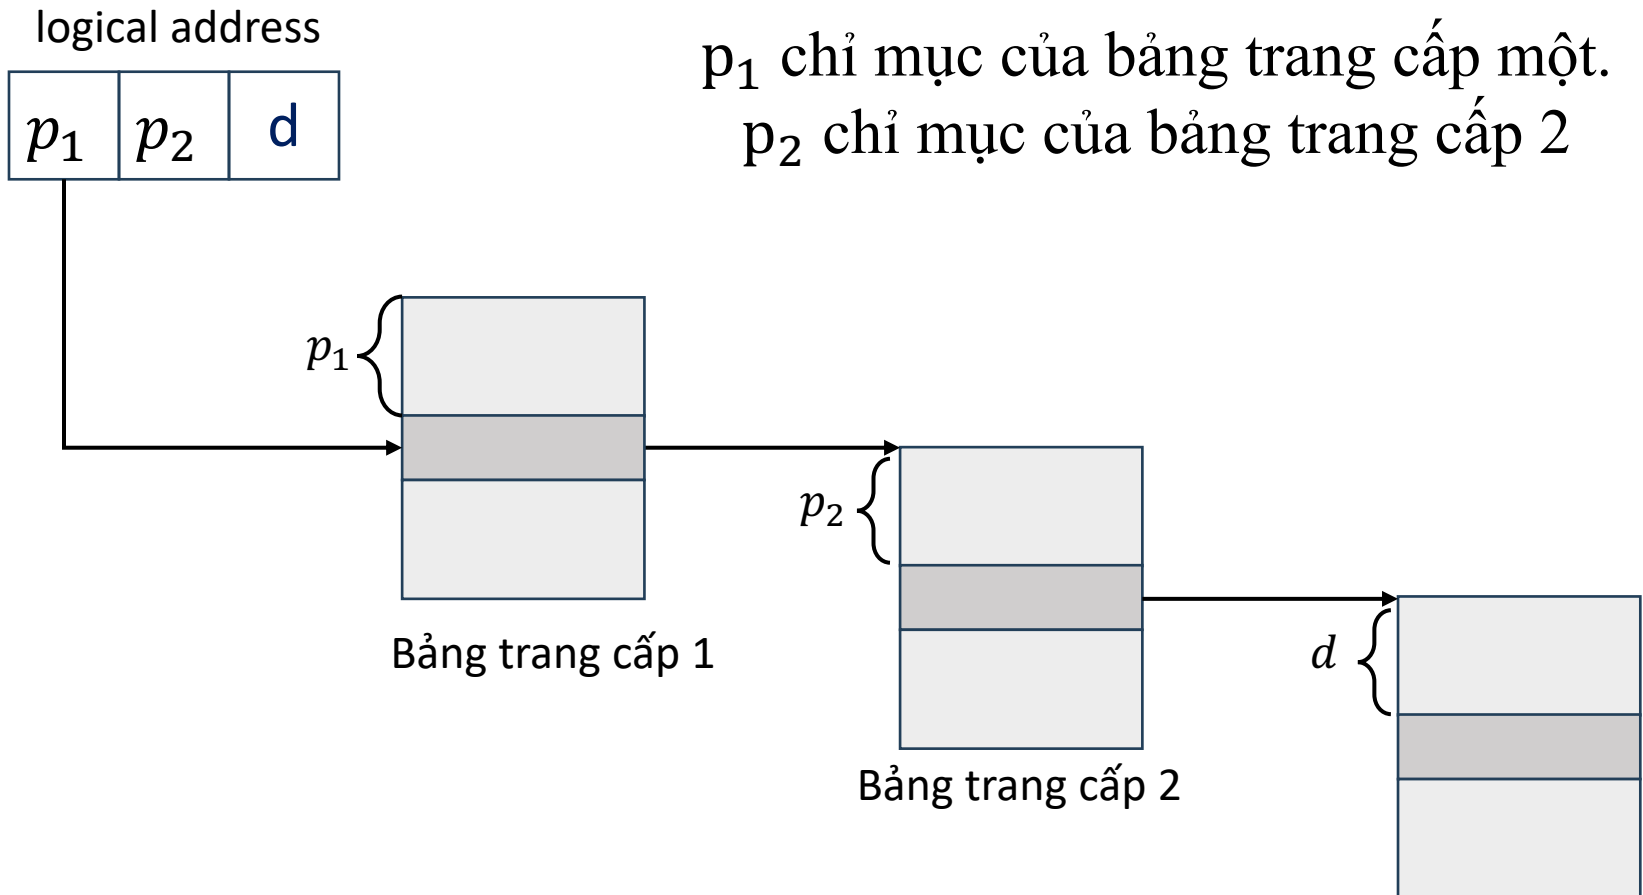 logical address
p₁ chỉ mục của bảng trang cấp một.
p₂ chỉ mục của bảng trang cấp 2
p₁ p₂ d
p₁
p₂
Bảng trang cấp 1
d
Bảng trang cấp 2